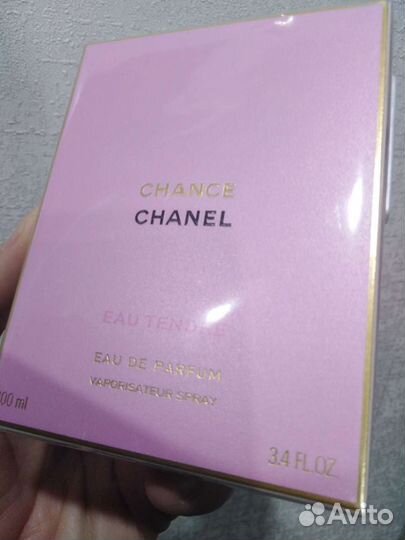 CHANCE
CHANEL
EAU TENDRE
EAU DE PARFUM
VAPORISATEUR SPRAY
00 ml
3.4 FL.OZ
Avito